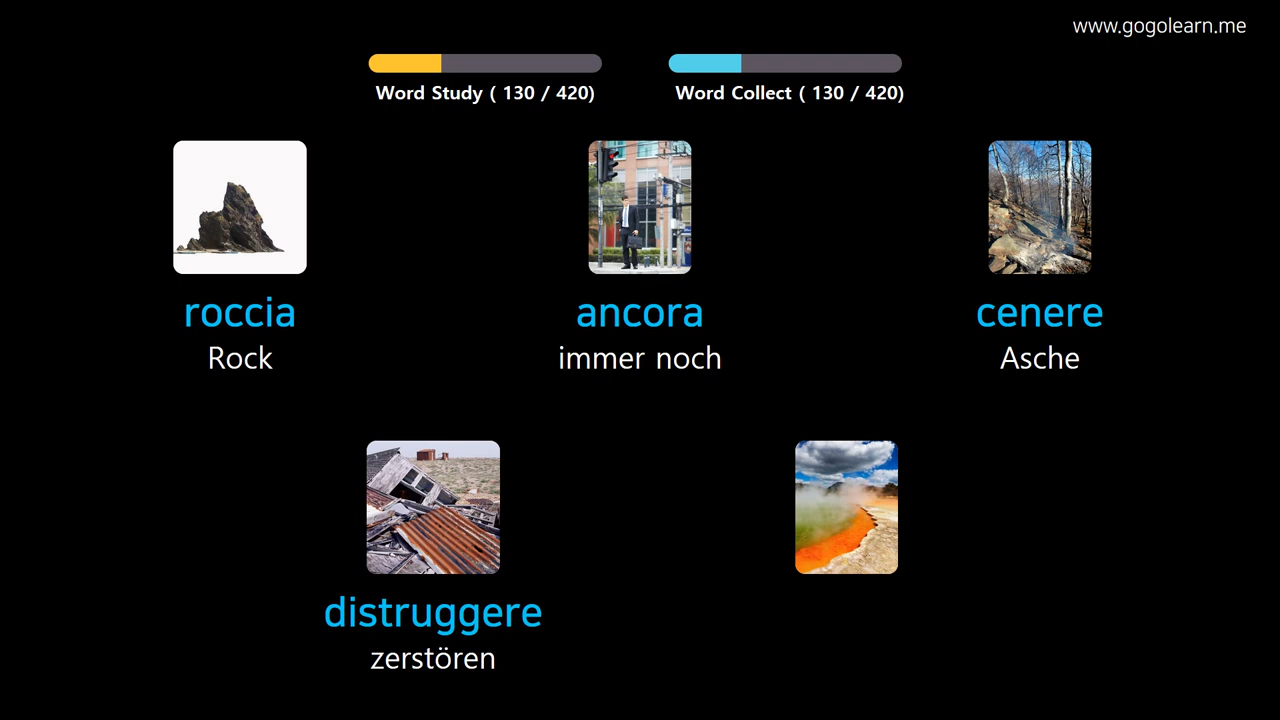 www.gogolearn.me
Word Study ( 130 / 420)
Word Collect ( 130 / 420)
roccia
Rock
ancora
immer noch
cenere
Asche
distruggere
zerstören